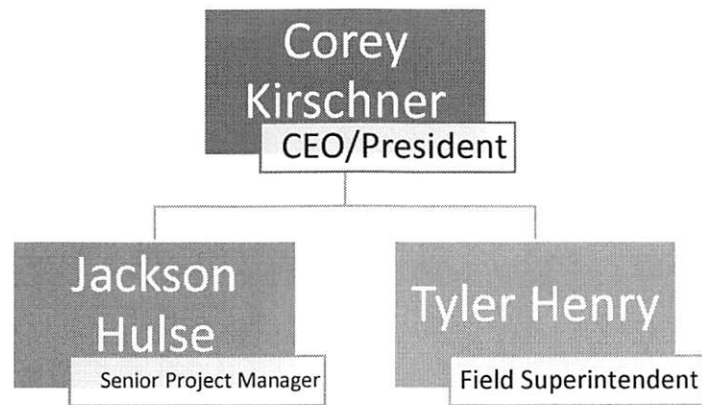 Corey
Kirschner
CEO/President
Jackson
Hulse
Senior Project Manager
Tyler Henry
Field Superintendent